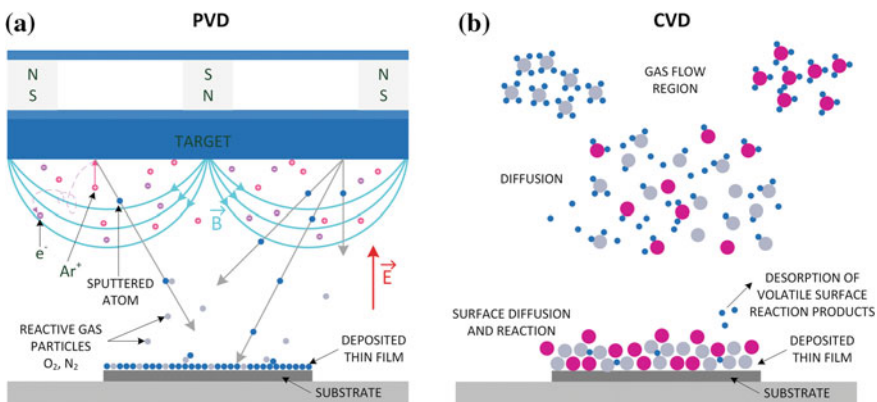 (a)
PVD
N
S
S
N
N
S
TARGET
B
e-
Ar+
SPUTTERED
ATOM
E
REACTIVE GAS
PARTICLES
O₂, N₂
DEPOSITED
THIN FILM
SUBSTRATE
(b)
CVD
GAS FLOW
REGION
DIFFUSION
DESORPTION OF
VOLATILE SURFACE
REACTION PRODUCTS
SURFACE DIFFUSION
AND REACTION
DEPOSITED
THIN FILM
SUBSTRATE